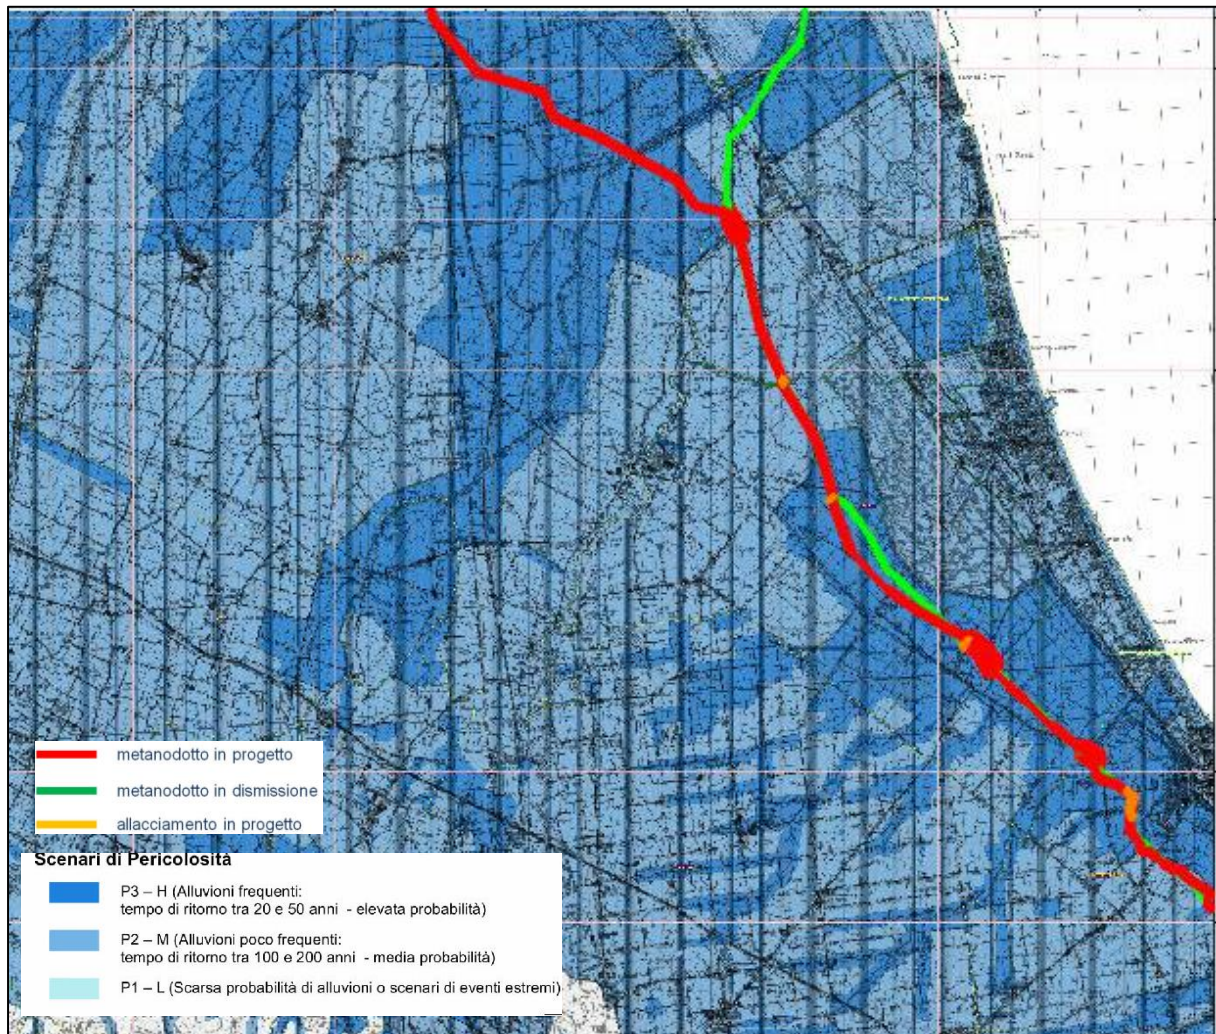 metanodotto in progetto
metanodotto in dismissione
allacciamento in progetto
Scenari di Pericolosità
P3 – H (Alluvioni frequenti:
tempo di ritorno tra 20 e 50 anni - elevata probabilità)
P2 – M (Alluvioni poco frequenti:
tempo di ritorno tra 100 e 200 anni - media probabilità)
P1 – L (Scarsa probabilità di alluvioni o scenari di eventi estremi)